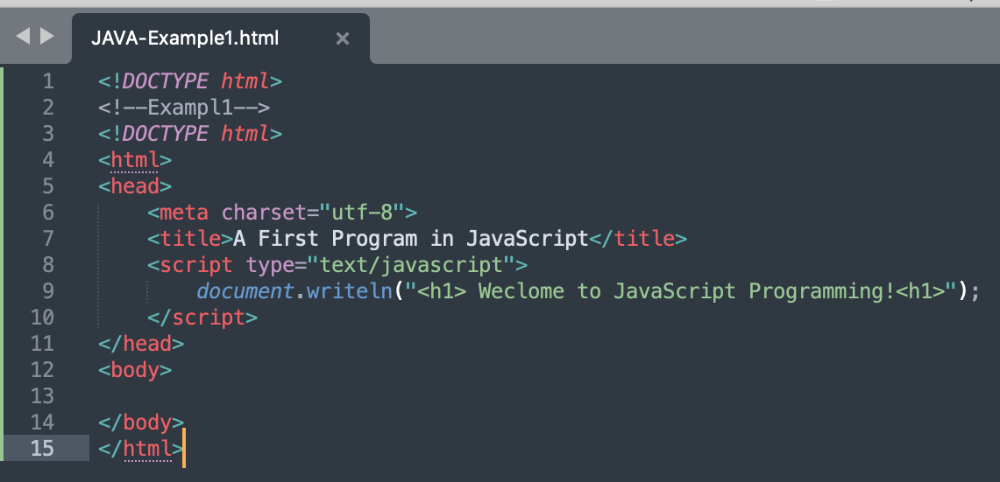 JAVA-Example1.html ×
1 <!DOCTYPE html>
2 <!--Exampl1-->
3 <!DOCTYPE html>
4 <html>
5 <head>
6     <meta charset="utf-8">
7     <title>A First Program in JavaScript</title>
8     <script type="text/javascript">
9         document.writeln("<h1> Weclome to JavaScript Programming!<h1>");
10     </script>
11 </head>
12 <body>
13
14 </body>
15 </html>